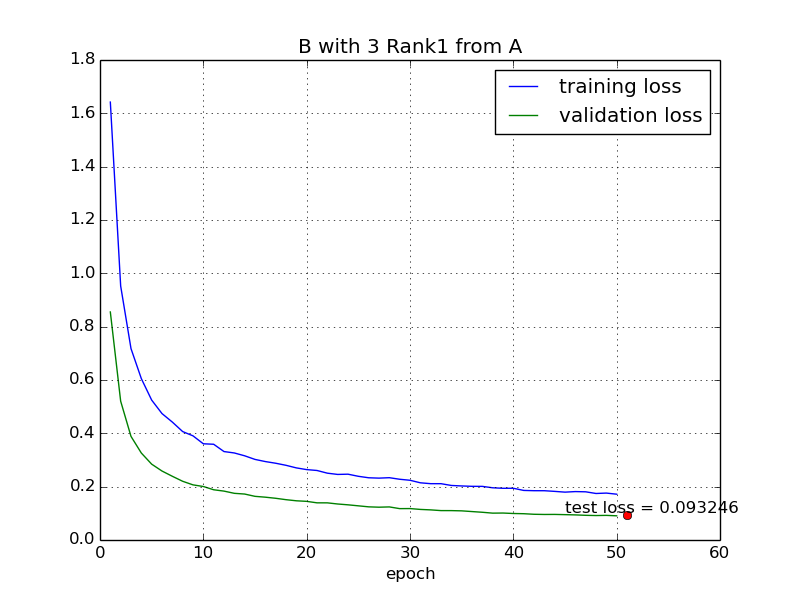 B with 3 Rank1 from A
training loss
validation loss
1.8
1.6
1.4
1.2
1.0
0.8
0.6
0.4
0.2
0.0
test loss = 0.093246
0 10 20 30 40 50 60
epoch